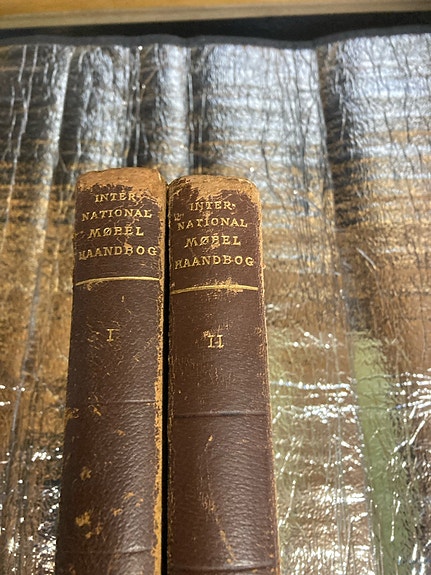 INTER-
NATIONAL
MØBEL
HAANDBOG
I
INTER-
NATIONAL
MØBEL
HAANDBOG
II